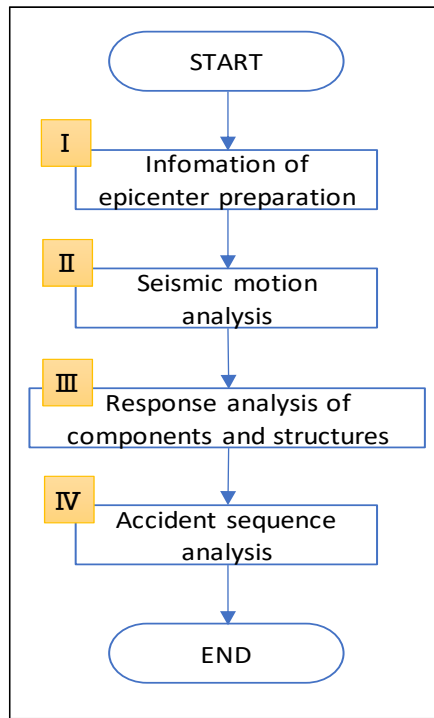 START
Ⅰ
Infomation of
epicenter preparation
Ⅱ
Seismic motion
analysis
Ⅲ
Response analysis of
components and structures
Ⅳ
Accident sequence
analysis
END